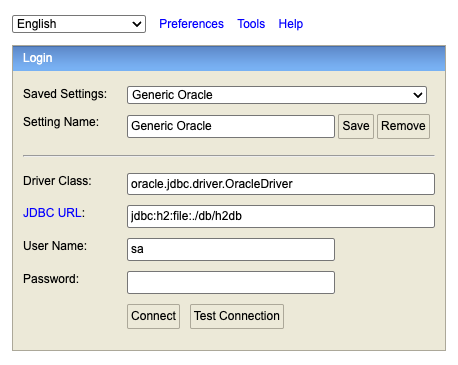 English Preferences Tools Help
Login
Saved Settings: Generic Oracle
Setting Name: Generic Oracle Save Remove
Driver Class: oracle.jdbc.driver.OracleDriver
JDBC URL: jdbc:h2:file:./db/h2db
User Name: sa
Password:
Connect Test Connection